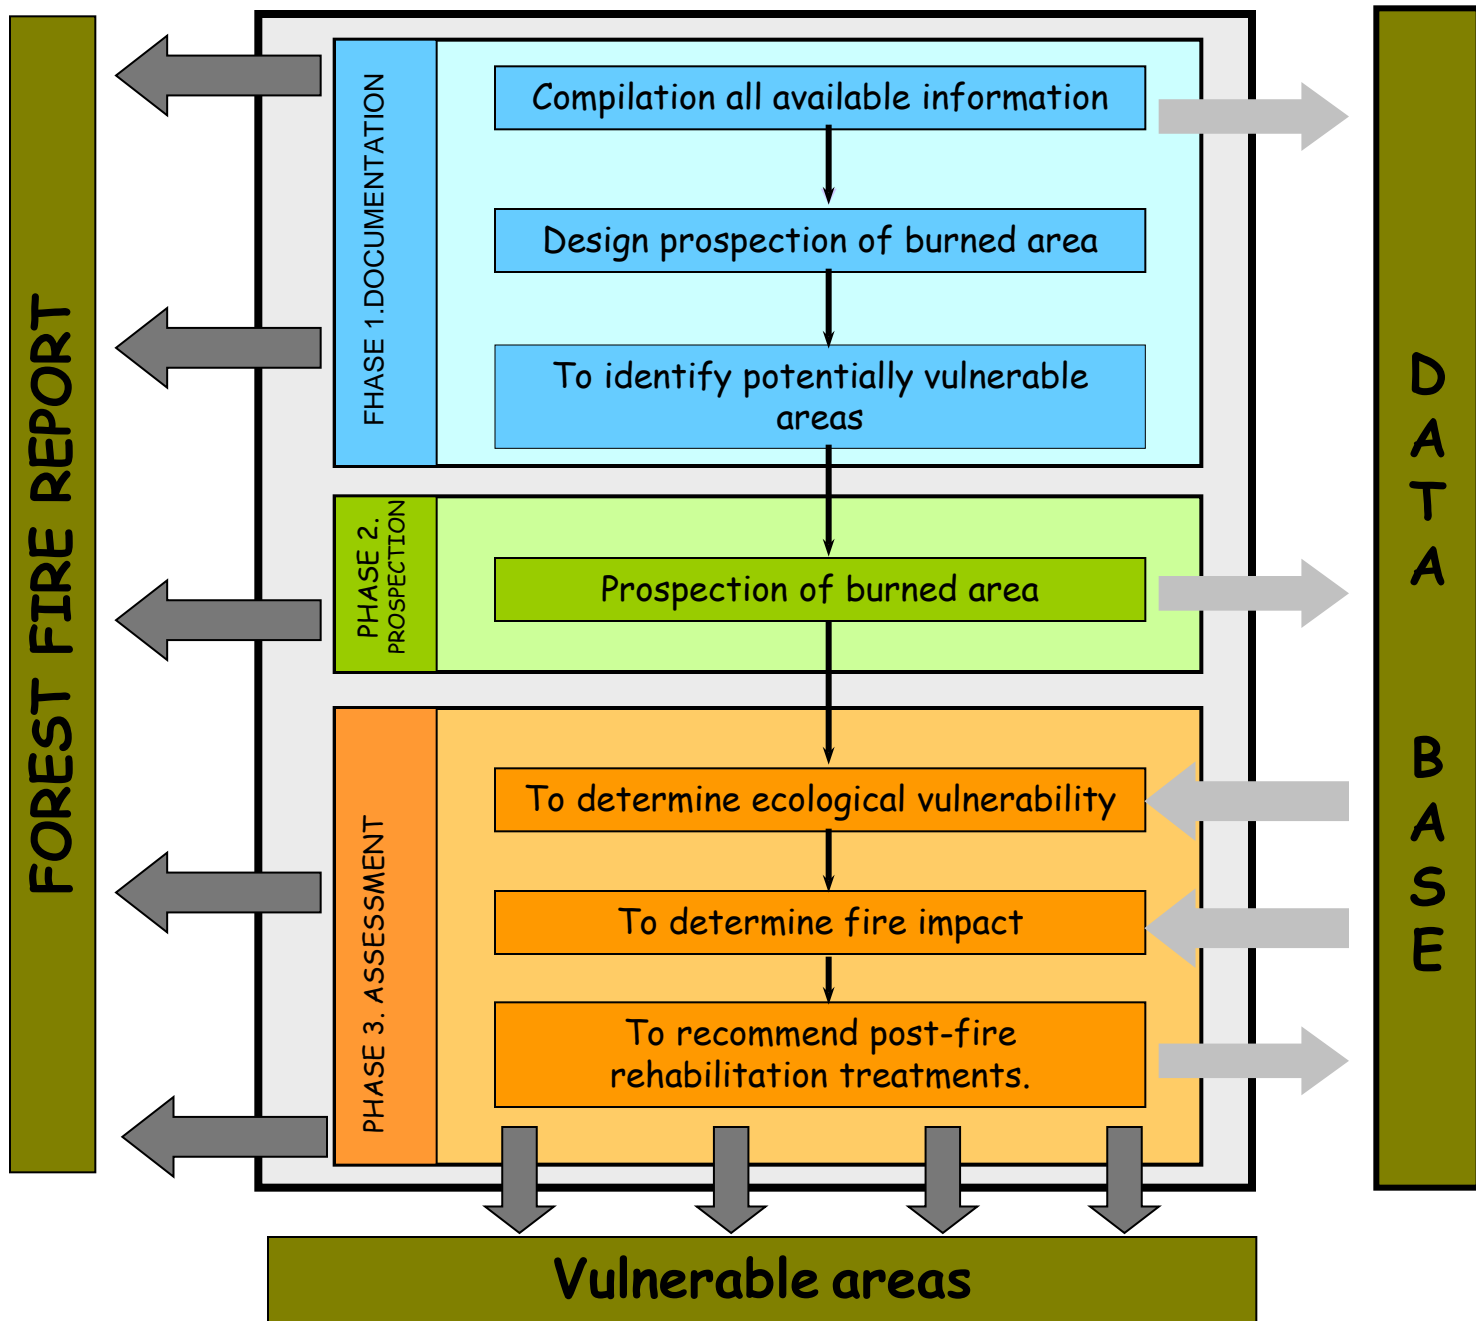 FOREST FIRE REPORT
FHASE 1.DOCUMENTATION
Compilation all available information
Design prospection of burned area
To identify potentially vulnerable
areas
PHASE 2.
PROSPECTION
Prospection of burned area
PHASE 3. ASSESSMENT
To determine ecological vulnerability
To determine fire impact
To recommend post-fire
rehabilitation treatments.
DATA BASE
Vulnerable areas